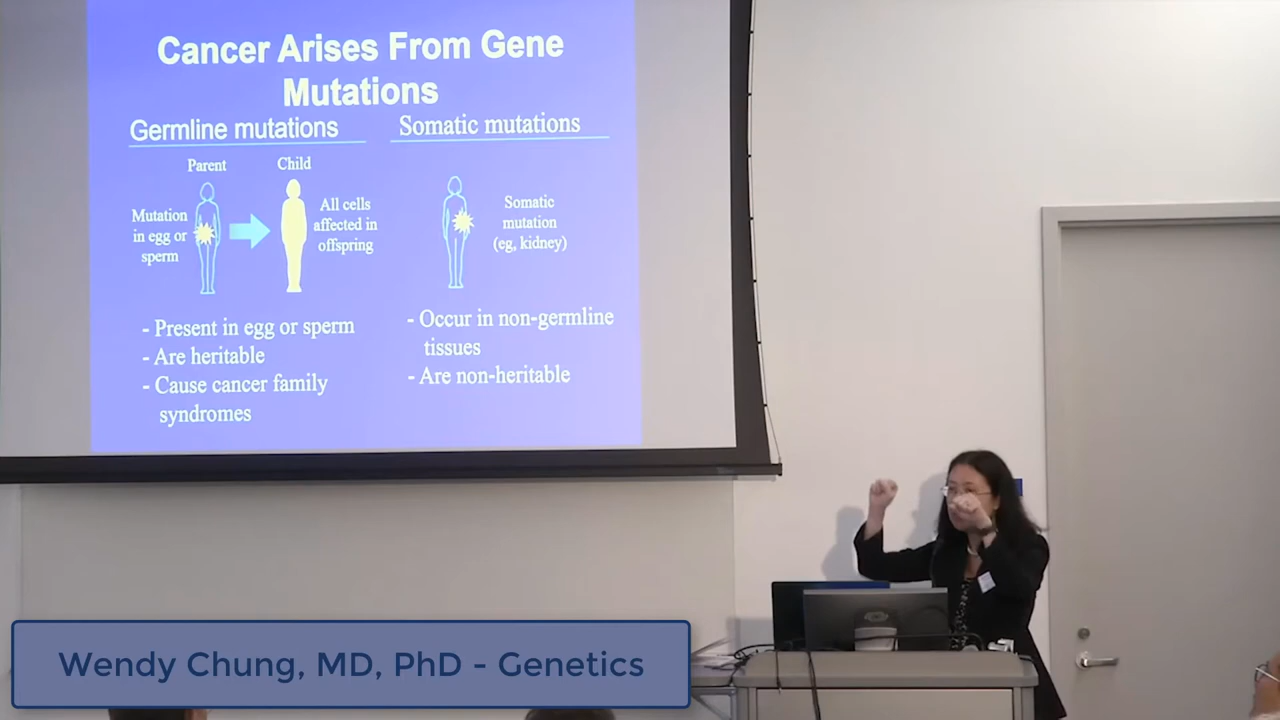 Cancer Arises From Gene
Mutations
Germline mutations
Parent
Child
Mutation
in egg or
sperm
All cells
affected in
offspring
- Present in egg or sperm
- Are heritable
- Cause cancer family
syndromes
Somatic mutations
Somatic
mutation
(eg, kidney)
- Occur in non-germline
tissues
- Are non-heritable
Wendy Chung, MD, PhD - Genetics